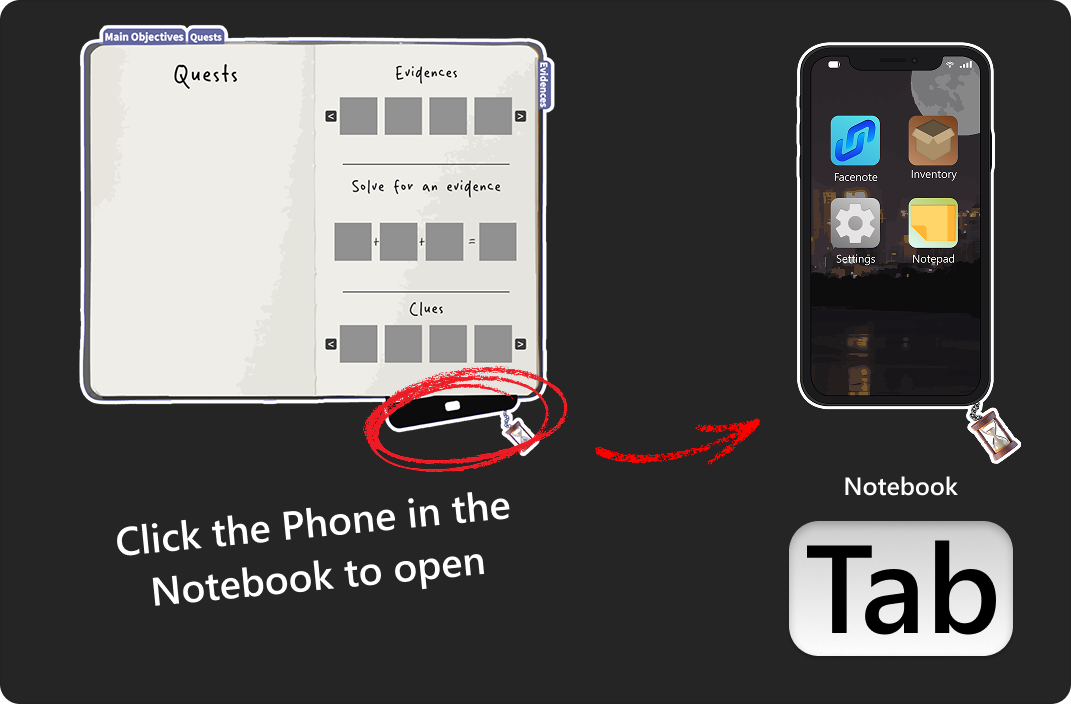 Main Objectives
Quests
Evidences
Quests
Evidences
< >
Solve for an evidence
+ + =
Clues
< >
Click the Phone in the
Notebook to open
Facenote
Inventory
Settings
Notepad
Notebook
Tab